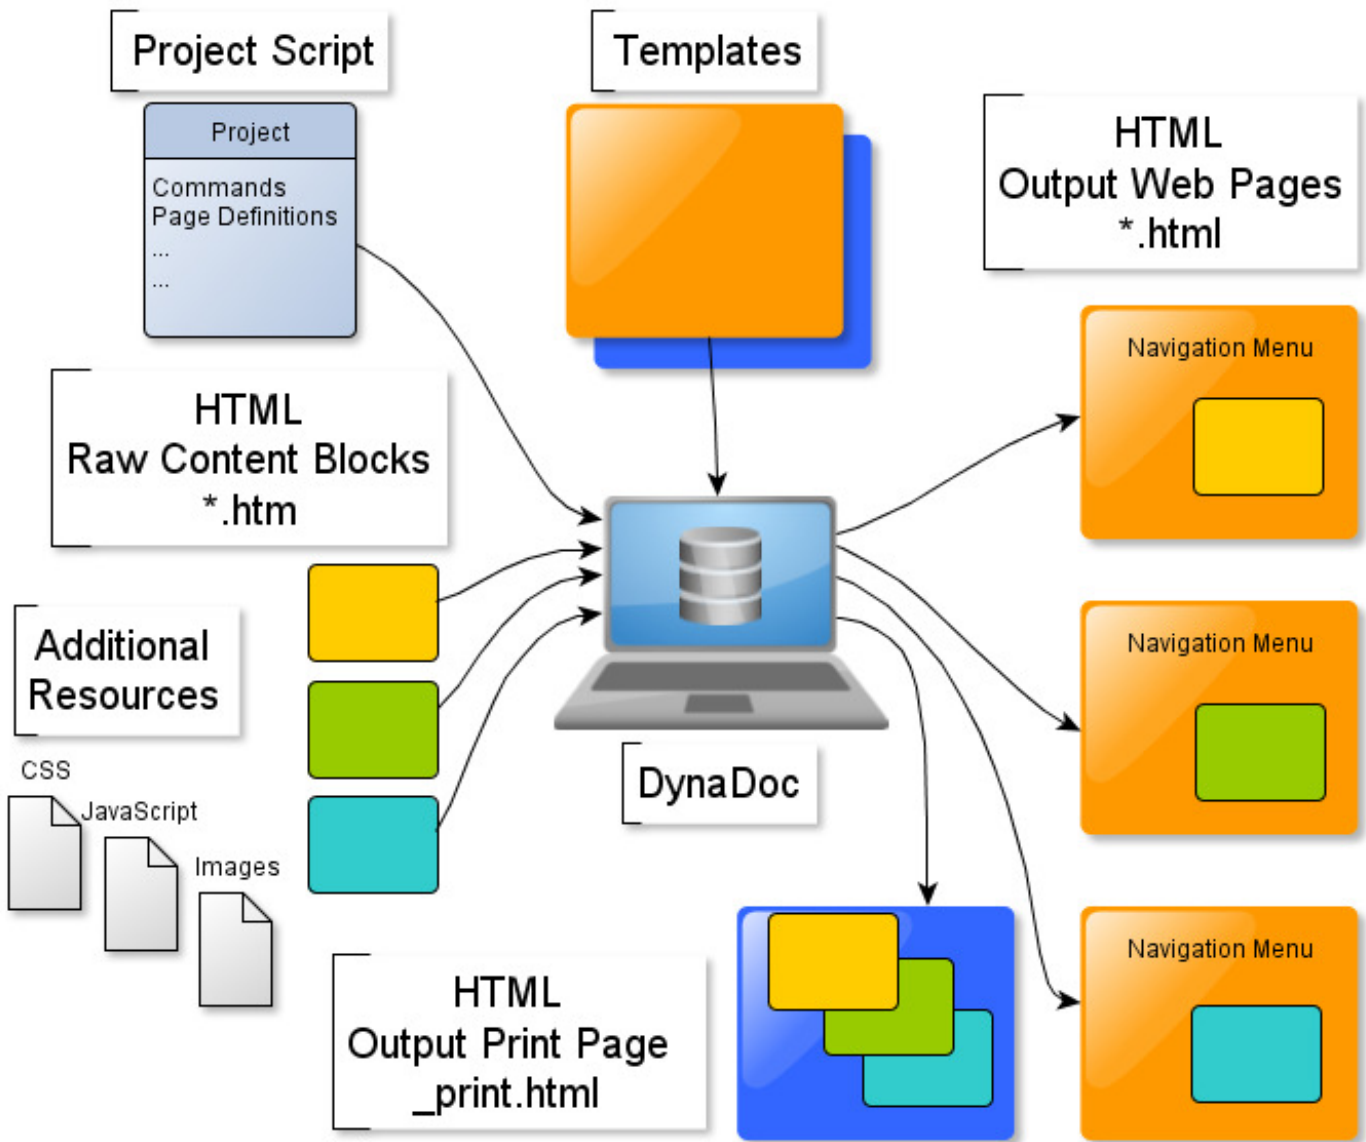 Project Script
Project
Commands
Page Definitions
...
...
Templates
HTML
Output Web Pages
*.html
HTML
Raw Content Blocks
*.htm
Additional
Resources
CSS
JavaScript
Images
DynaDoc
Navigation Menu
Navigation Menu
Navigation Menu
HTML
Output Print Page
_print.html